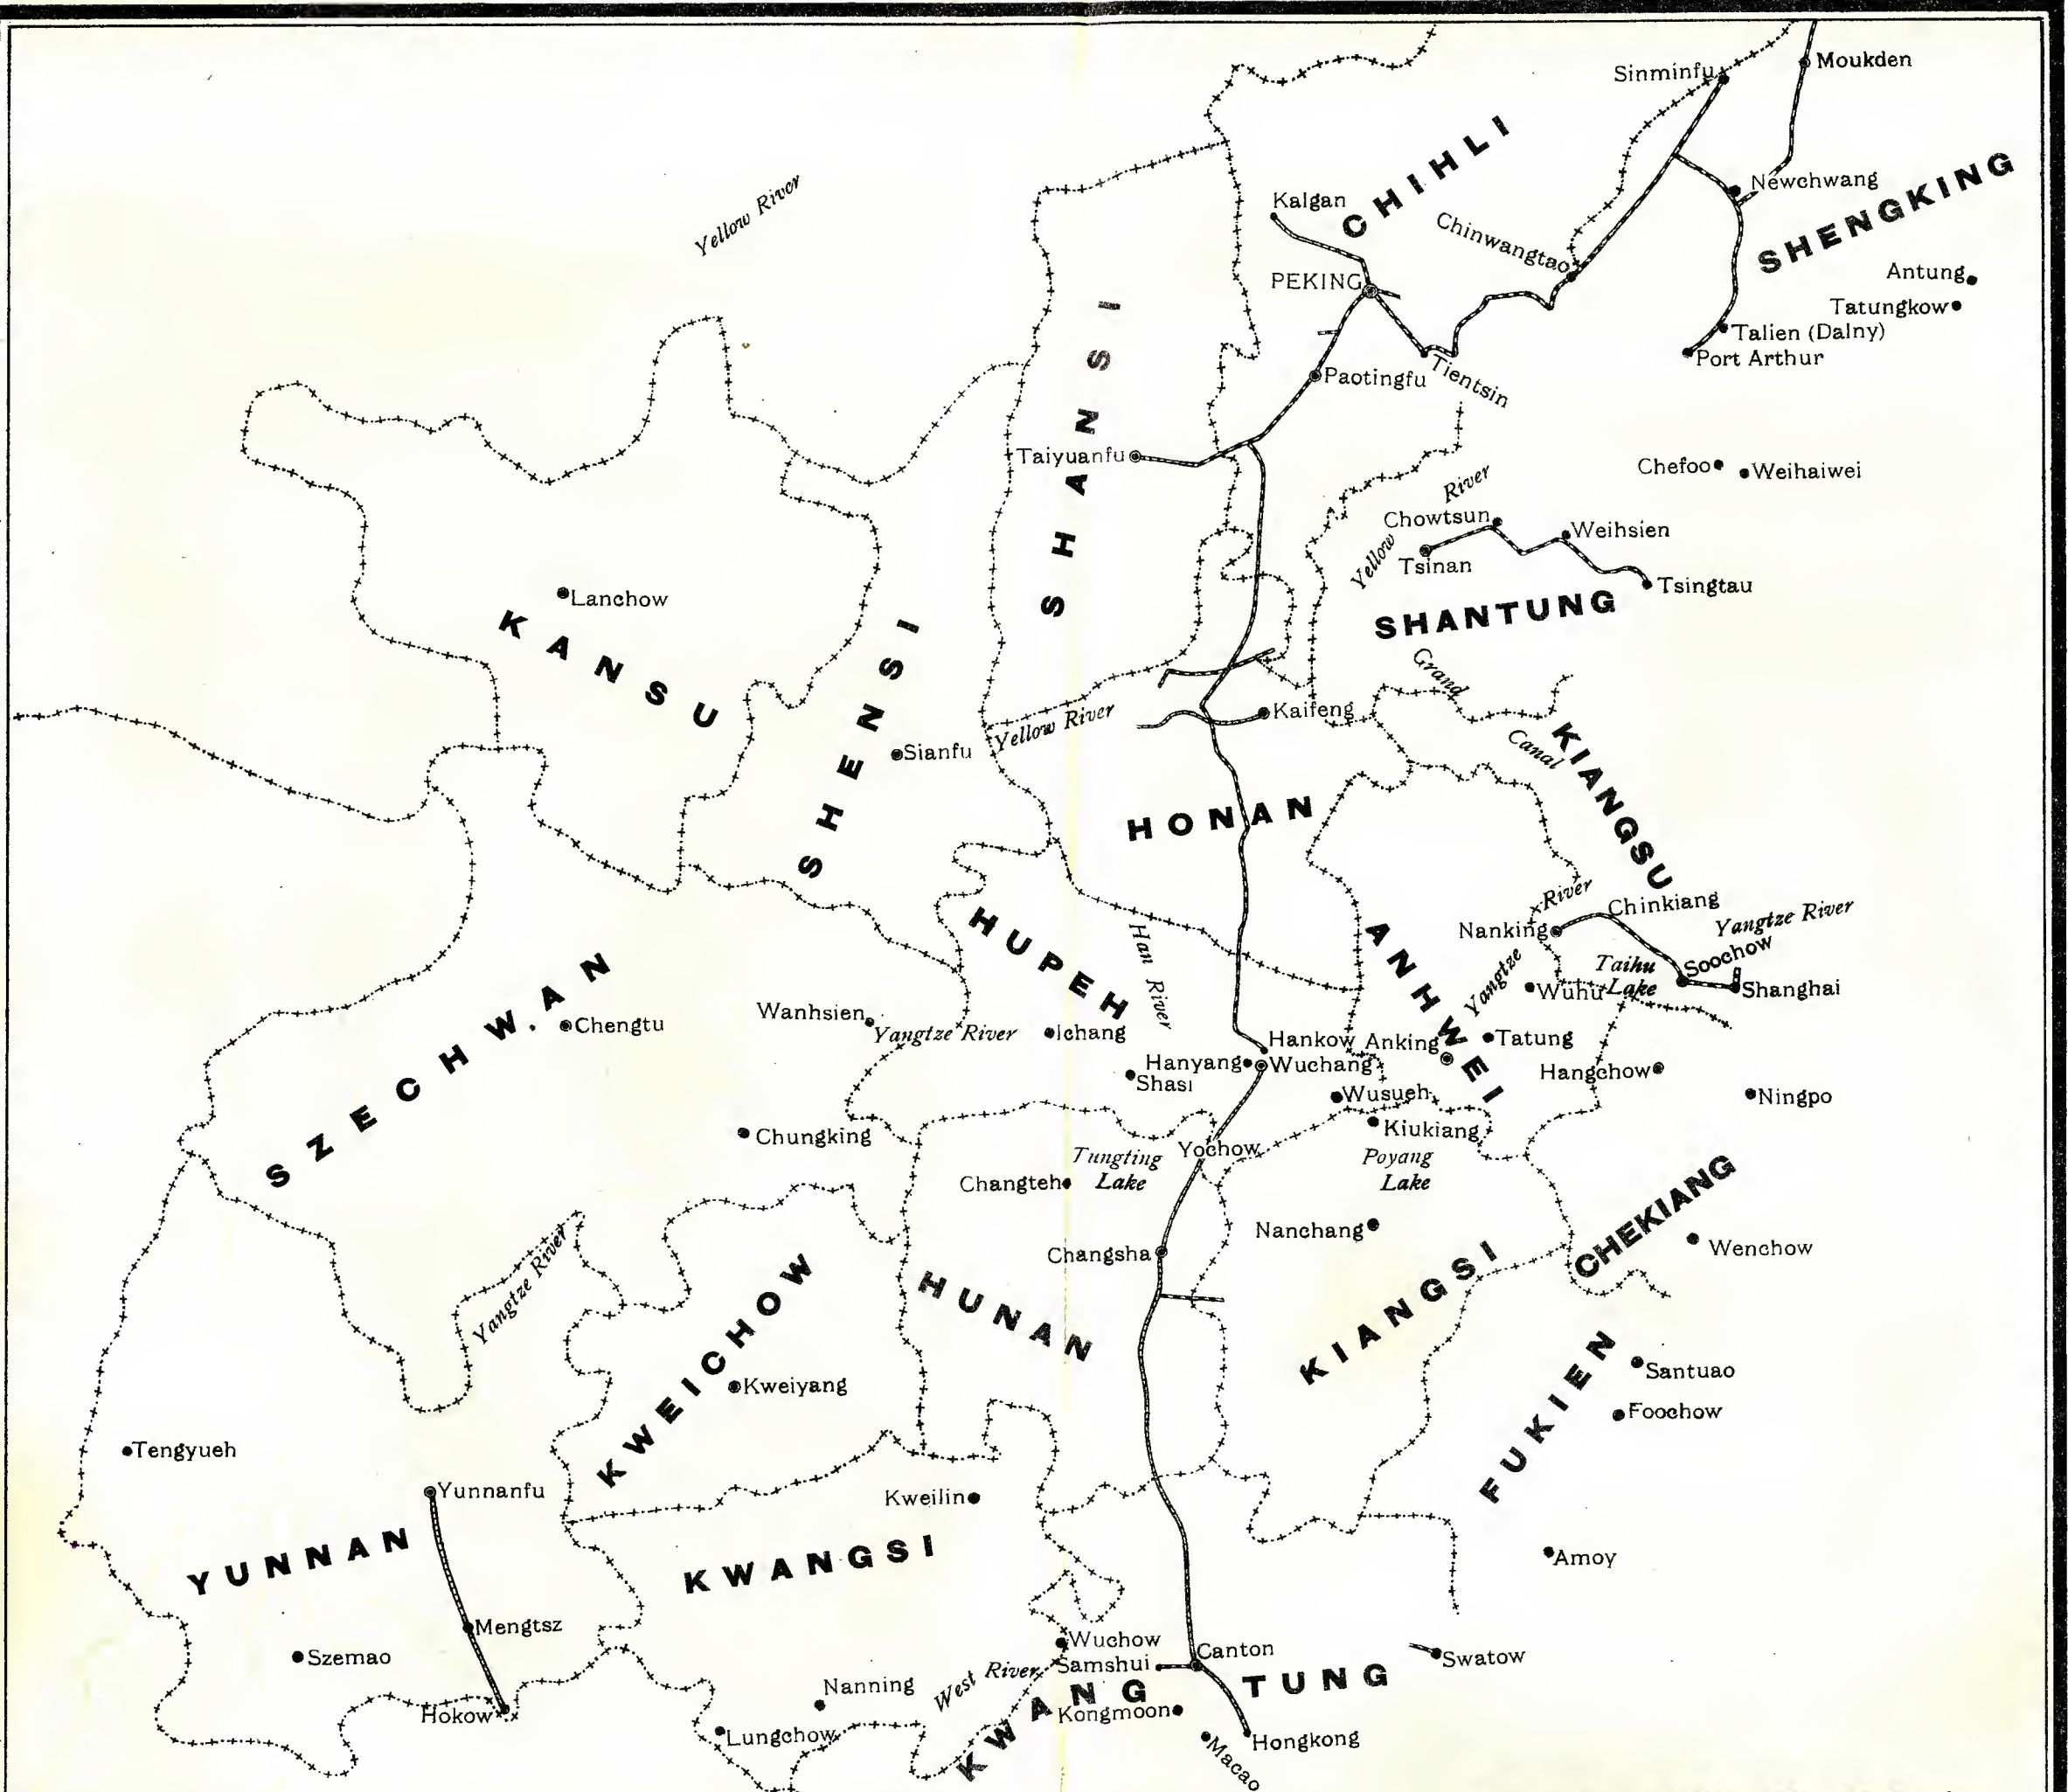 Sinminfu
Moukden
CHIHLI
Yellow River
Newchwang
Kalgan
SHENGKING
Chinwangtao
PEKING
Antung
Tatungkow
Talien (Dalny)
Port Arthur
Paotingfu
Tientsin
SHANSI
Taiyuanfu
Chefoo
Weihaiwei
Yellow River
Chowtsun
Weihsien
Tsinan
Tsingtau
Lanchow
SHANTUNG
KANSU
SHENSI
Grand Canal
Kaifeng
Yellow River
Sianfu
KIANGSU
HONAN
River
Chinkiang
Yangtze River
HUPEH
Han River
ANHWEI
Nanking
Soochow
SZECHWAN
Yangtze
Taihu
Lake
Wuhu
Shanghai
Wanhsien
Chengtu
Yangtze River
Ichang
Hankow
Anking
Tatung
Hanyang
Wuchang
Hangchow
Shasi
Wusueh
Ningpo
Chungking
Kiukiang
Yochow
Tungting
Lake
Poyang
Lake
Changteh
CHEKIANG
Nanchang
Wenchow
Changsha
Yangtze River
KWEICHOW
HUNAN
KIANGSI
FUKIEN
Santuao
Kweiyang
Foochow
Tengyueh
Yunnanfu
Kweilin
YUNNAN
KWANGSI
Amoy
Mengtsz
Szemao
Wuchow
Canton
Samshui
Swatow
West River
KWANG TUNG
Nanning
Hokow
Kongmoon
Lungchow
Hongkong
Macao